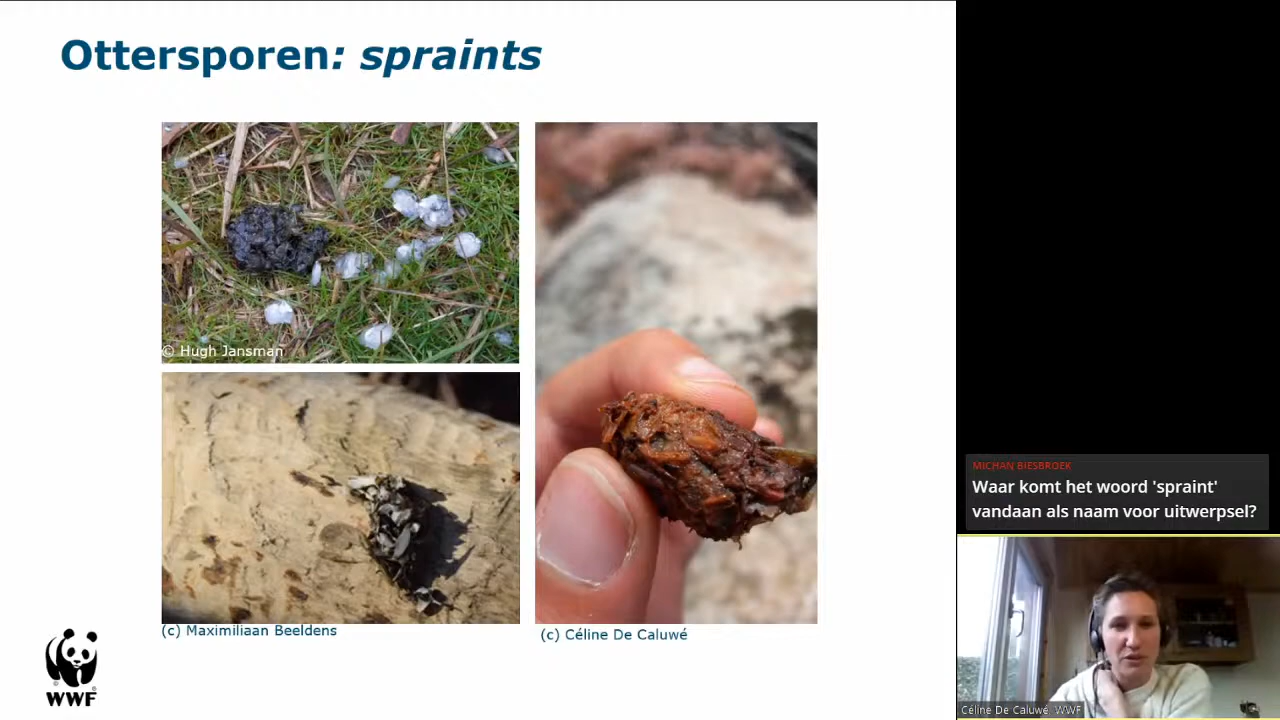 Ottersporen: spraints
© Hugh Jansman
(c) Maximiliaan Beeldens
(c) Céline De Caluwé
WWF
MICHAN BIESBROEK
Waar komt het woord 'spraint'
vandaan als naam voor uitwerpsel?
Céline De Caluwé, WWF